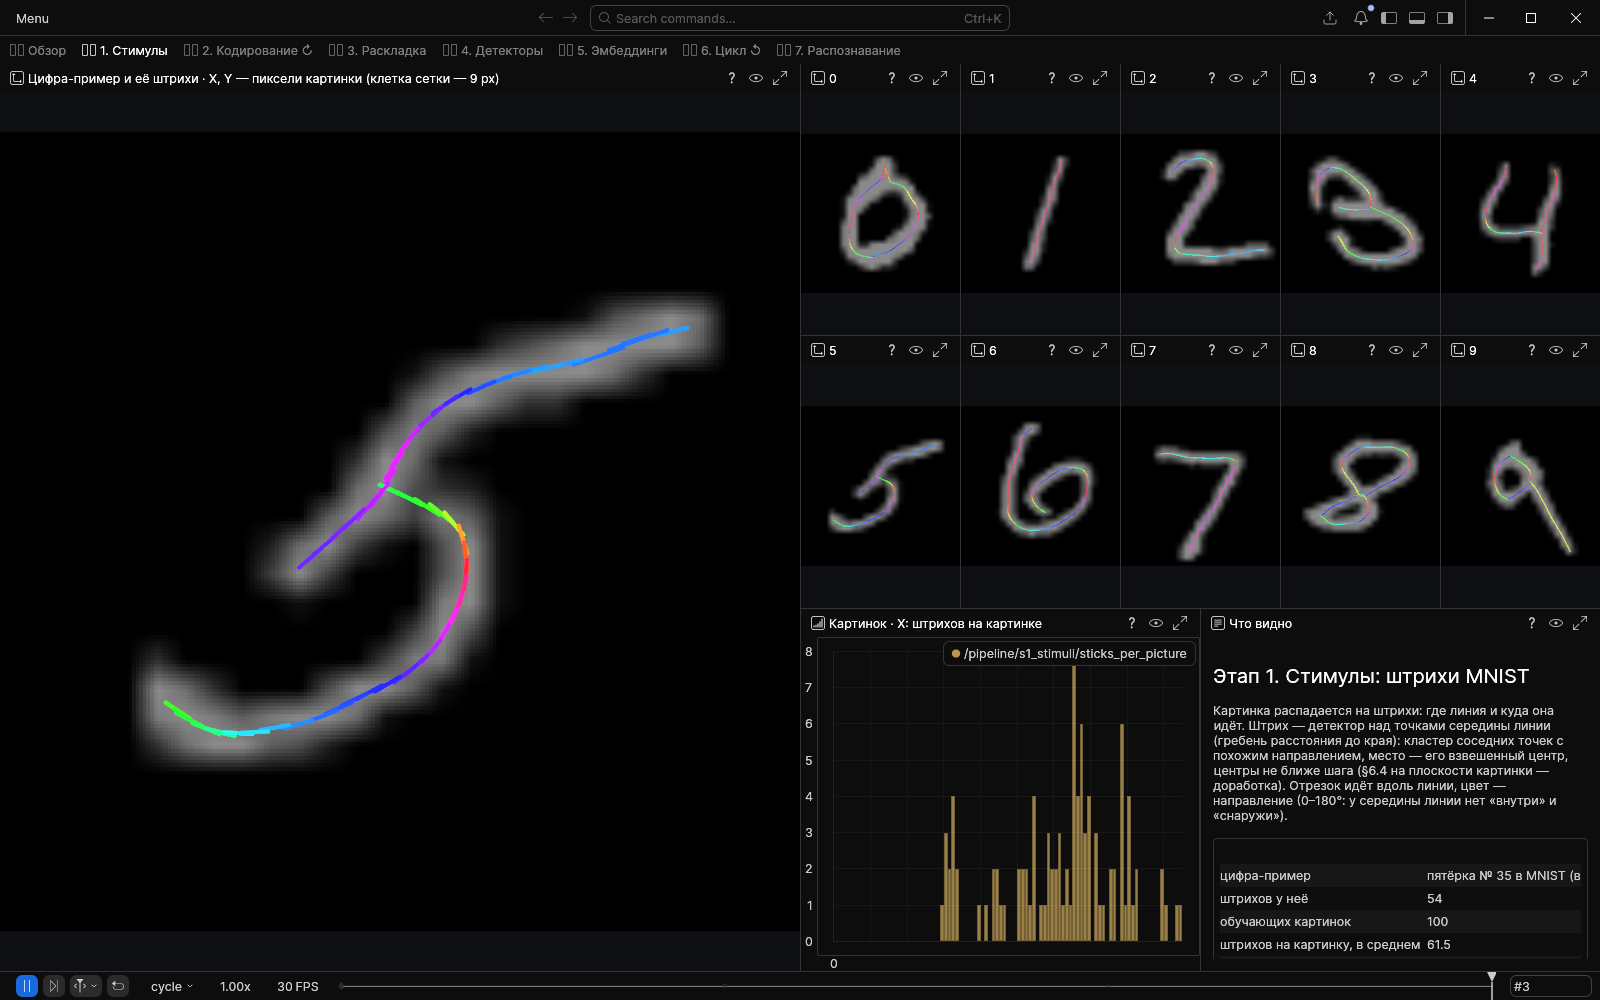 Menu
Search commands...
Ctrl+K
Обзор
1. Стимулы
2. Кодирование
3. Раскладка
4. Детекторы
5. Эмбеддинги
6. Цикл
7. Распознавание
Цифра-пример и её штрихи · X, Y — пиксели картинки (клетка сетки — 9 px)
0
1
2
3
4
5
6
7
8
9
Картинок · X: штрихов на картинке
/pipeline/s1_stimuli/sticks_per_picture
8
7
6
5
4
3
2
1
0
0
Что видно
Этап 1. Стимулы: штрихи MNIST
Картинка распадается на штрихи: где линия и куда она
идёт. Штрих — детектор над точками середины линии
(гребень расстояния до края): кластер соседних точек с
похожим направлением, место — его взвешенный центр,
центры не ближе шага (§6.4 на плоскости картинки —
доработка). Отрезок идёт вдоль линии, цвет —
направление (0–180°: у середины линии нет «внутри» и
«снаружи»).
цифра-пример пятёрка № 35 в MNIST (в
штрихов у неё 54
обучающих картинок 100
штрихов на картинку, в среднем 61.5
cycle
1.00x
30 FPS
#3